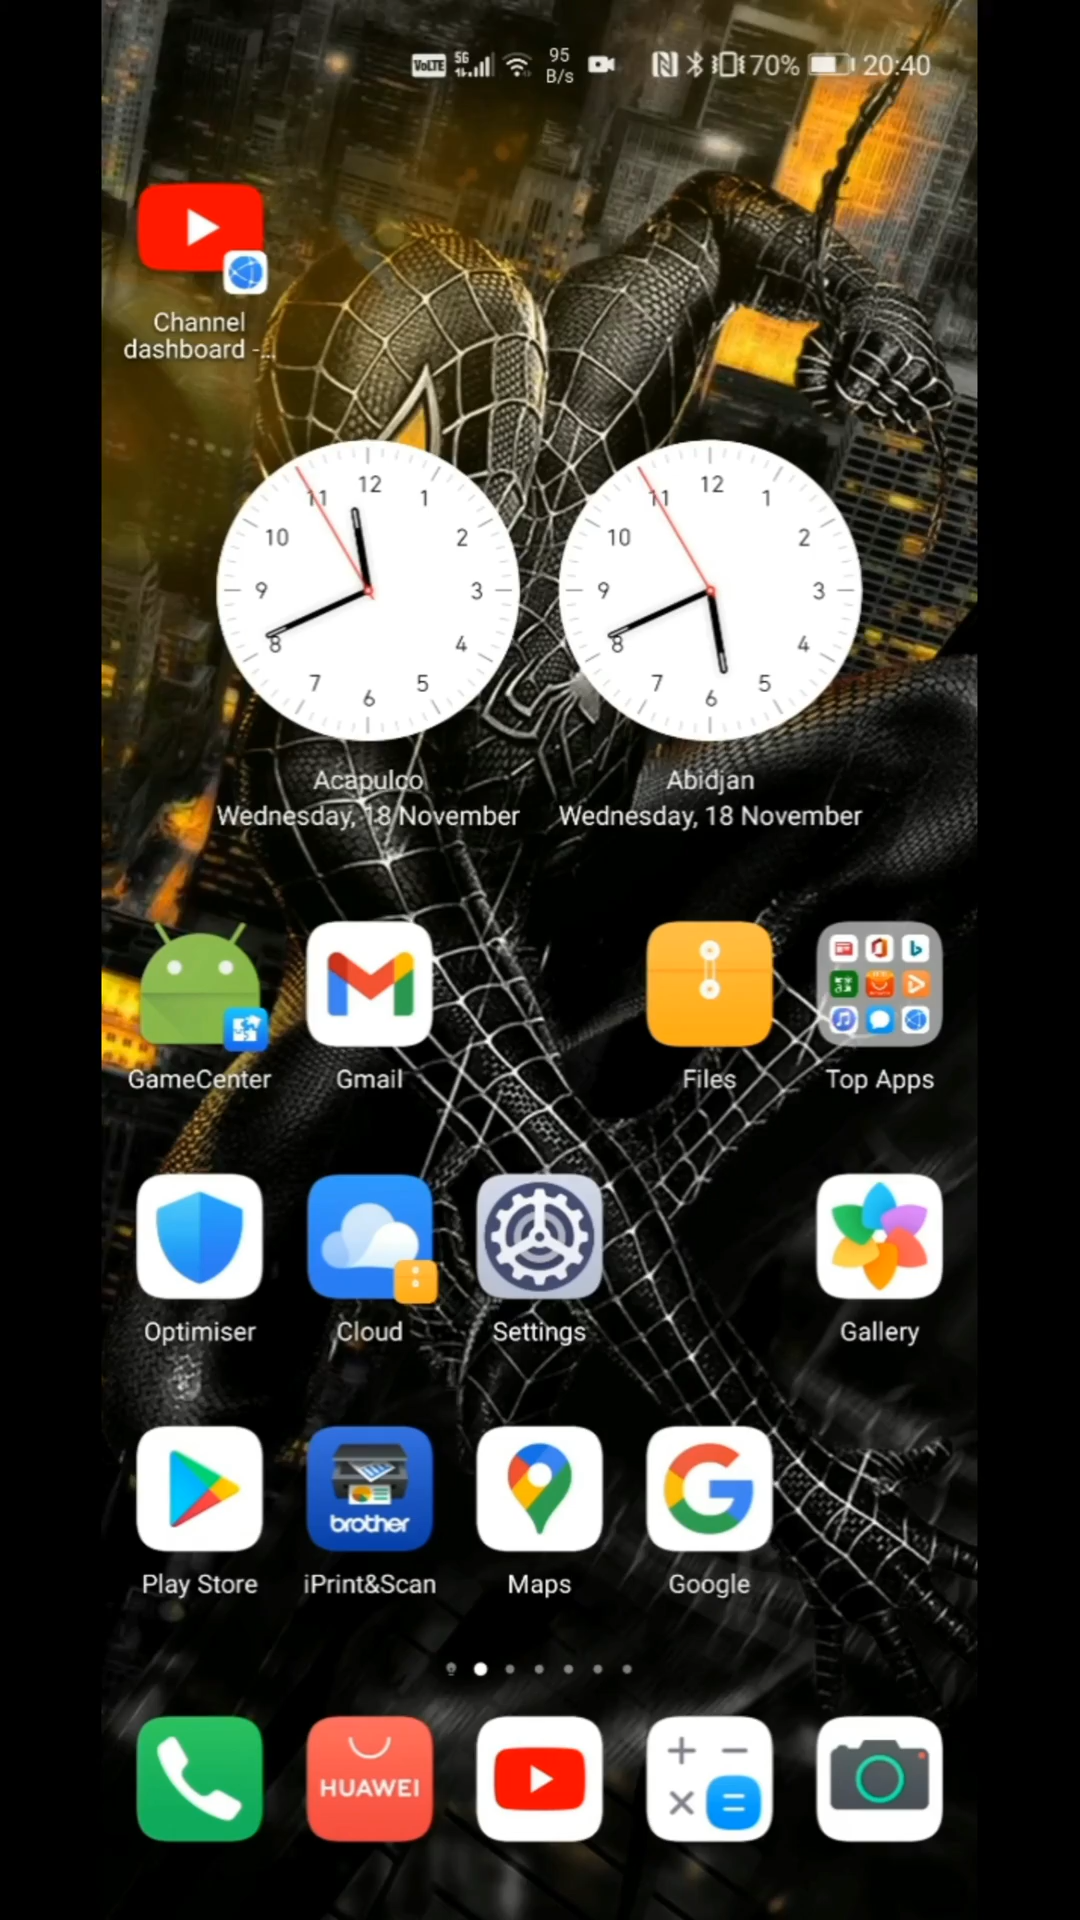 VoLTE 5G 95 B/s 70% 20:40
Channel
dashboard -...
12
11 1
10 2
9 3
8 4
7 5
6
12
11 1
10 2
9 3
8 4
7 5
6
Acapulco
Wednesday, 18 November
Abidjan
Wednesday, 18 November
GameCenter
Gmail
Files
Top Apps
Optimiser
Cloud
Settings
Gallery
brother
Play Store
iPrint&Scan
Maps
Google
HUAWEI